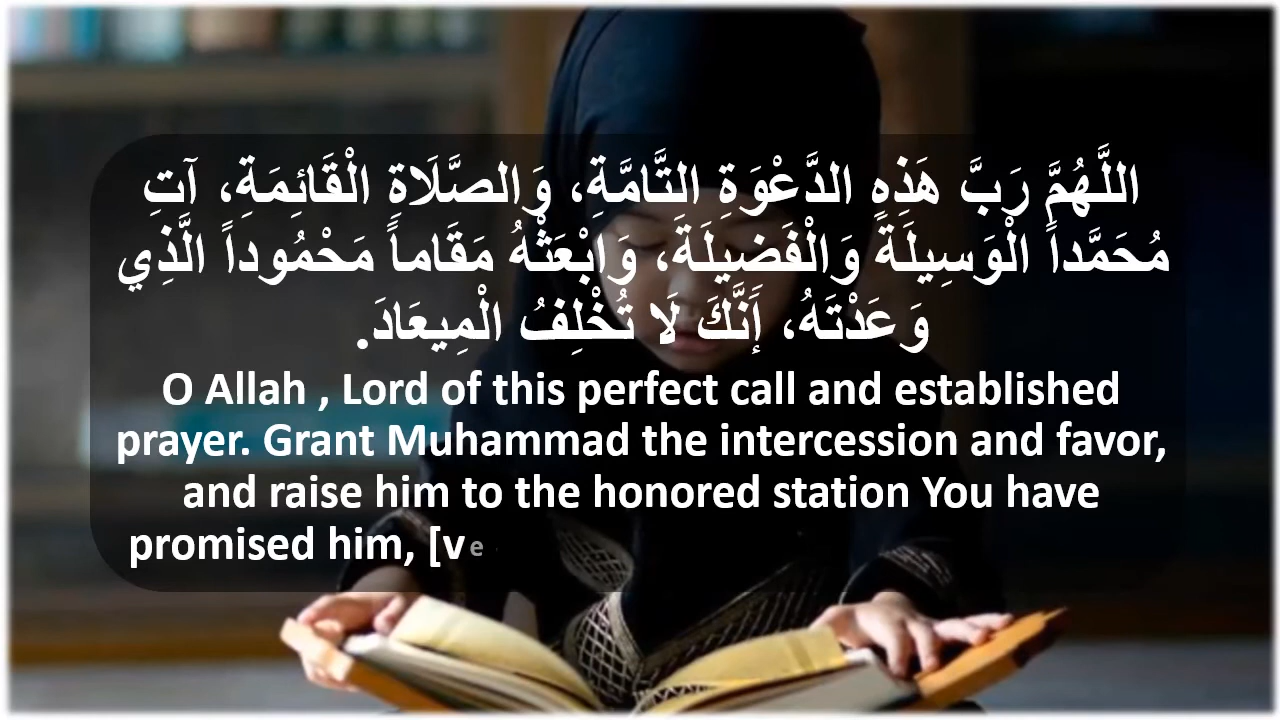 اللَّهُمَّ رَبَّ هَذِهِ الدَّعْوَةِ التَّامَّةِ، وَالصَّلَاةِ الْقَائِمَةِ، آتِ
مُحَمَّداً الْوَسِيلَةَ وَالْفَضِيلَةَ، وَابْعَثْهُ مَقَاماً مَحْمُوداً الَّذِي
وَعَدْتَهُ، إَنَّكَ لَا تُخْلِفُ الْمِيعَادَ.
O Allah , Lord of this perfect call and established
prayer. Grant Muhammad the intercession and favor,
and raise him to the honored station You have
promised him, [ve